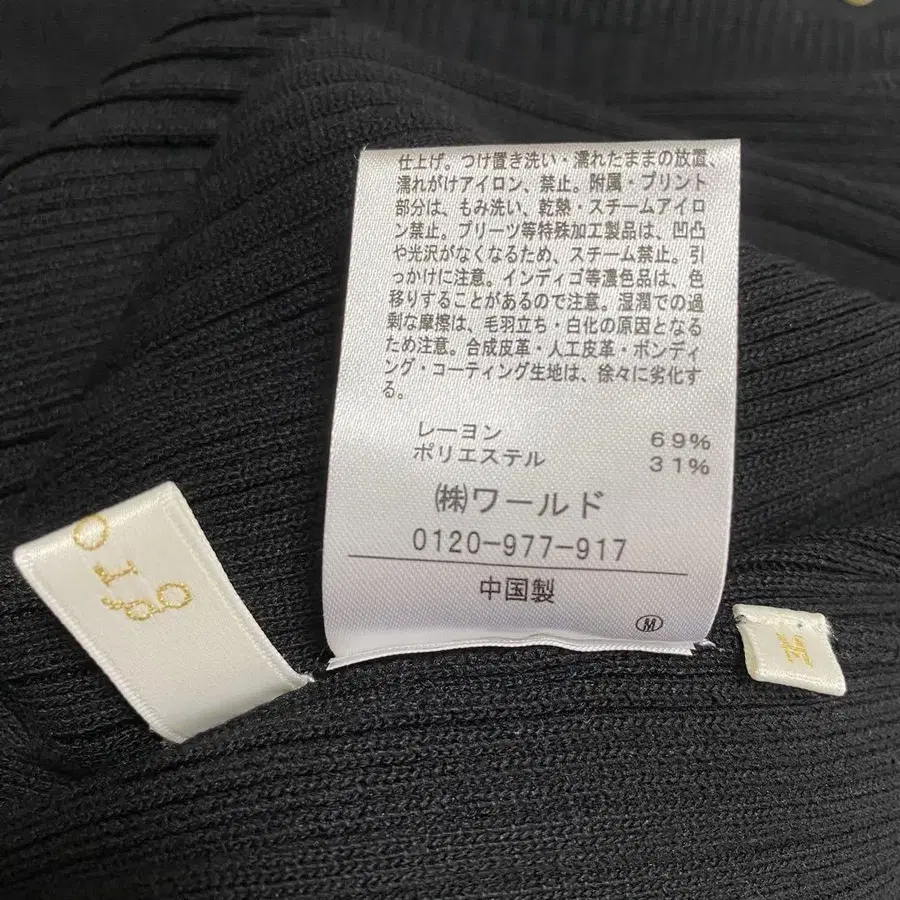 仕上げ。つけ置き洗い・濡れたままの放置、
濡れがけアイロン、禁止。附属・プリント
部分は、もみ洗い、乾熱・スチームアイロ
ン禁止。プリーツ等特殊加工製品は、凹凸
や光沢がなくなるため、スチーム禁止。引
っかけに注意。インディゴ等濃色品は、色
移りすることがあるので注意。湿潤での過
剰な摩擦は、毛羽立ち・白化の原因となる
ため注意。合成皮革・人工皮革・ボンディ
ング・コーティング生地は、徐々に劣化す
る。
レーヨン 69%
ポリエステル 31%
㈱ワールド
0120-977-917
中国製
Ⓜ
M